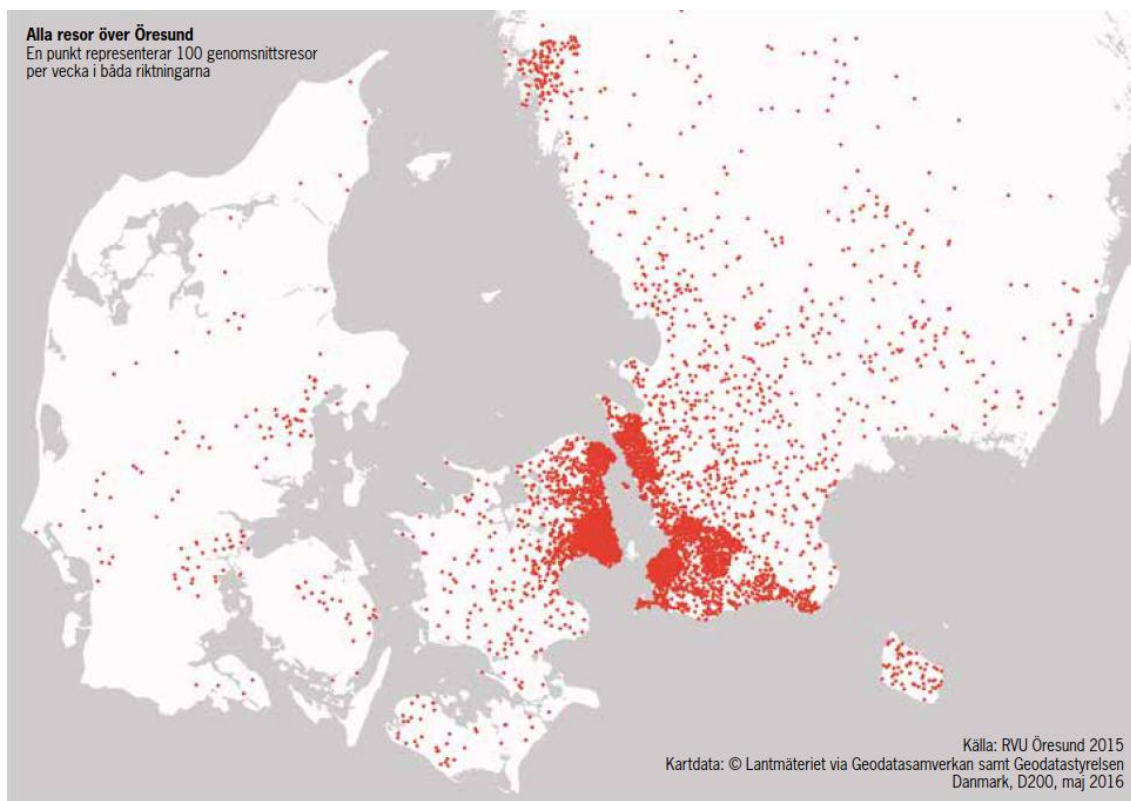 Alla resor över Öresund
En punkt representerar 100 genomsnittsresor
per vecka i båda riktningarna
Källa: RVU Öresund 2015
Kartdata: © Lantmäteriet via Geodatasamverkan samt Geodatastyrelsen
Danmark, D200, maj 2016